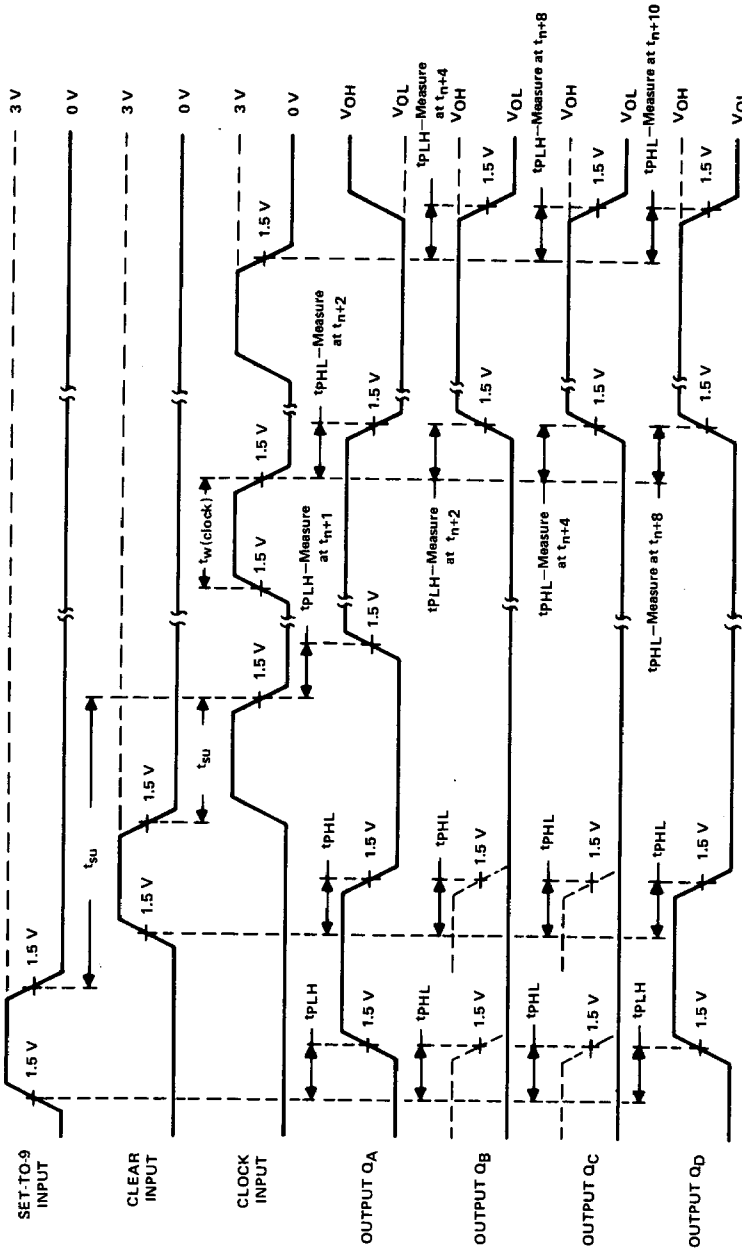 SET-TO-9
INPUT
1.5 V
1.5 V
3 V
0 V
tsu
CLEAR
INPUT
1.5 V
1.5 V
3 V
0 V
tsu
tw(clock)
CLOCK
INPUT
1.5 V
1.5 V
1.5 V
1.5 V
3 V
0 V
tPLH
tPHL
tPLH—Measure
at tn+1
tPHL—Measure
at tn+2
OUTPUT QA
1.5 V
1.5 V
1.5 V
1.5 V
VOH
VOL
tPHL
tPHL
tPLH—Measure
at tn+2
tPLH—Measure
at tn+4
OUTPUT QB
1.5 V
1.5 V
1.5 V
1.5 V
VOH
VOL
tPHL
tPHL
tPHL—Measure
at tn+4
tPLH—Measure at tn+8
OUTPUT QC
1.5 V
1.5 V
1.5 V
1.5 V
VOH
VOL
tPLH
tPHL
tPHL—Measure at tn+8
tPHL—Measure at tn+10
OUTPUT QD
1.5 V
1.5 V
1.5 V
1.5 V
VOH
VOL